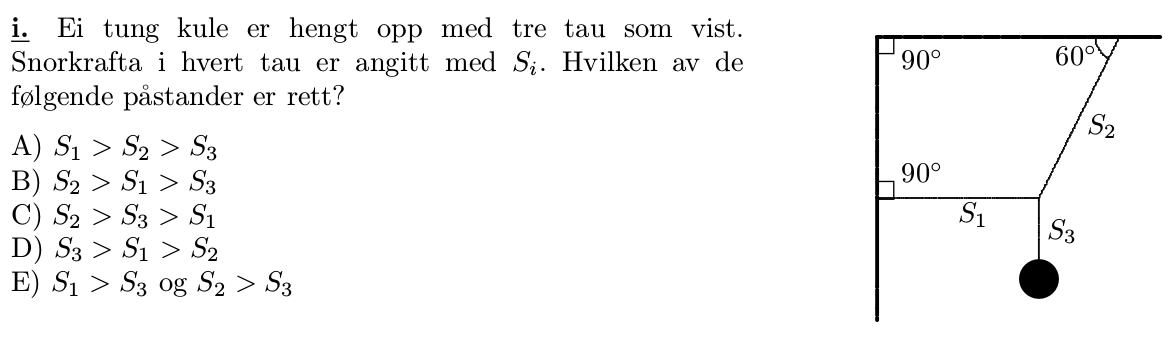 i. Ei tung kule er hengt opp med tre tau som vist.
Snorkrafta i hvert tau er angitt med S_i. Hvilken av de
følgende påstander er rett?
A) S_1 > S_2 > S_3
B) S_2 > S_1 > S_3
C) S_2 > S_3 > S_1
D) S_3 > S_1 > S_2
E) S_1 > S_3 og S_2 > S_3
90°
60°
S_2
90°
S_1
S_3